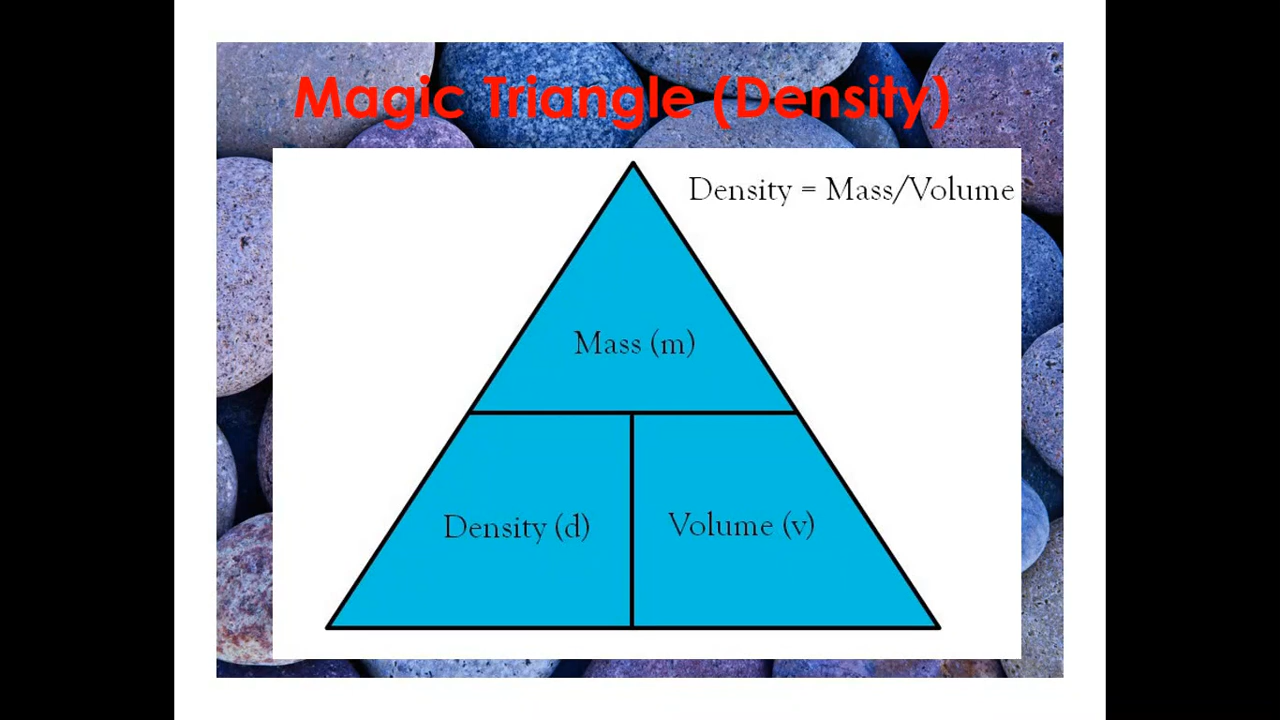 Magic Triangle (Density)
Density = Mass/Volume
Mass (m)
Density (d)
Volume (v)